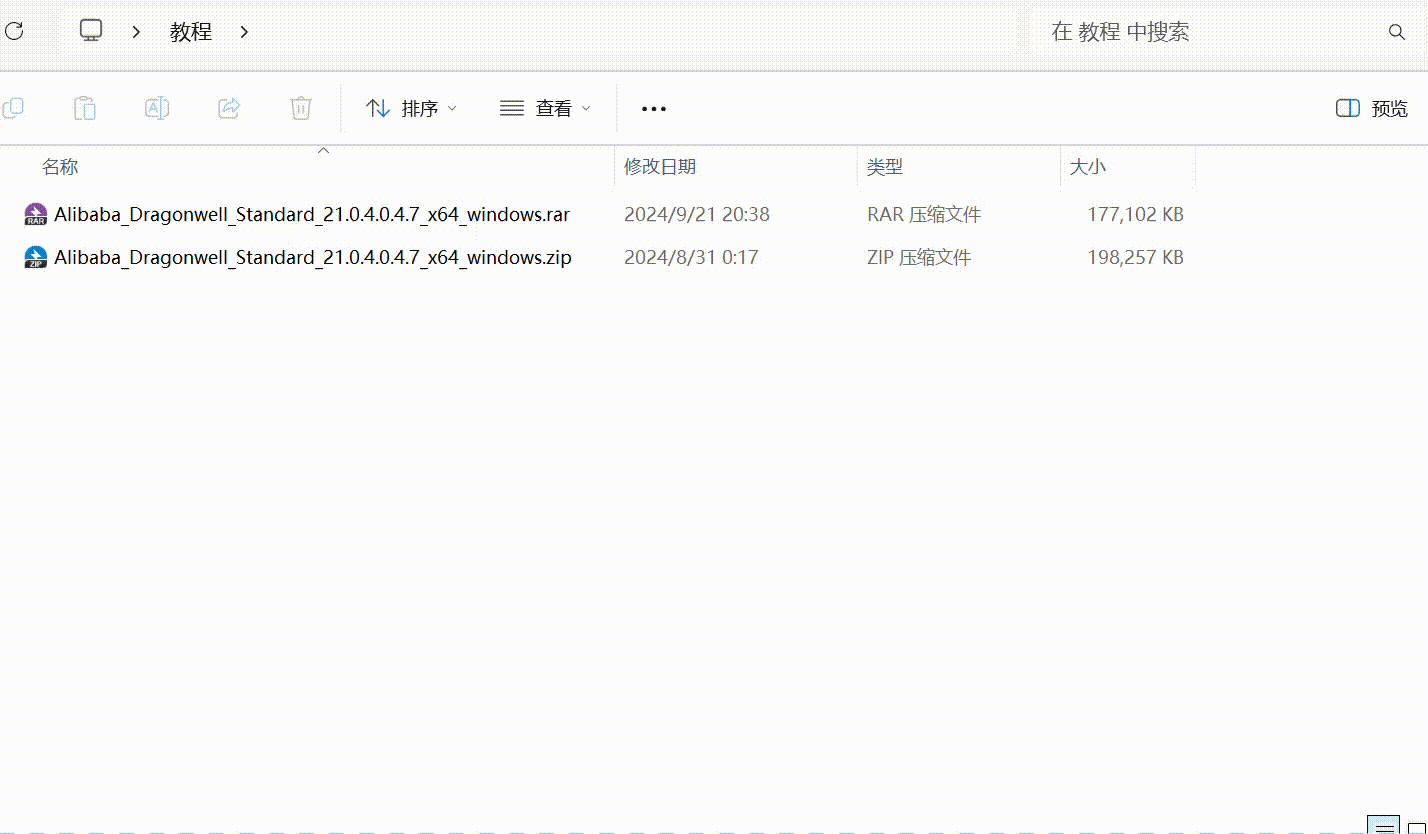 教程
在 教程 中搜索
排序 查看 ••• 预览
名称 修改日期 类型 大小
Alibaba_Dragonwell_Standard_21.0.4.0.4.7_x64_windows.rar 2024/9/21 20:38 RAR 压缩文件 177,102 KB
Alibaba_Dragonwell_Standard_21.0.4.0.4.7_x64_windows.zip 2024/8/31 0:17 ZIP 压缩文件 198,257 KB